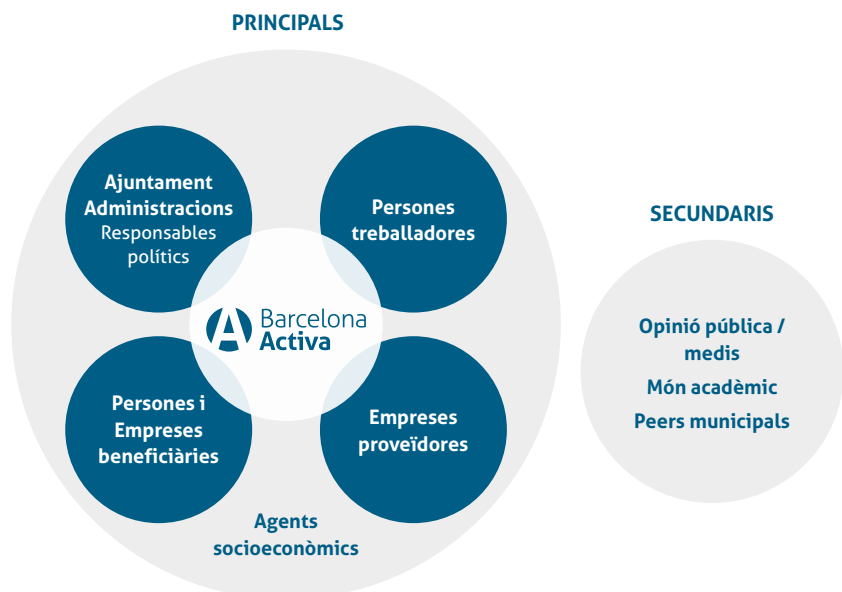 PRINCIPALS
Ajuntament
Administracions
Responsables
polítics
Persones
treballadores
Barcelona
Activa
Persones i
Empreses
beneficiàries
Empreses
proveïdores
Agents
socioeconòmics
SECUNDARIS
Opinió pública /
medis
Món acadèmic
Peers municipals